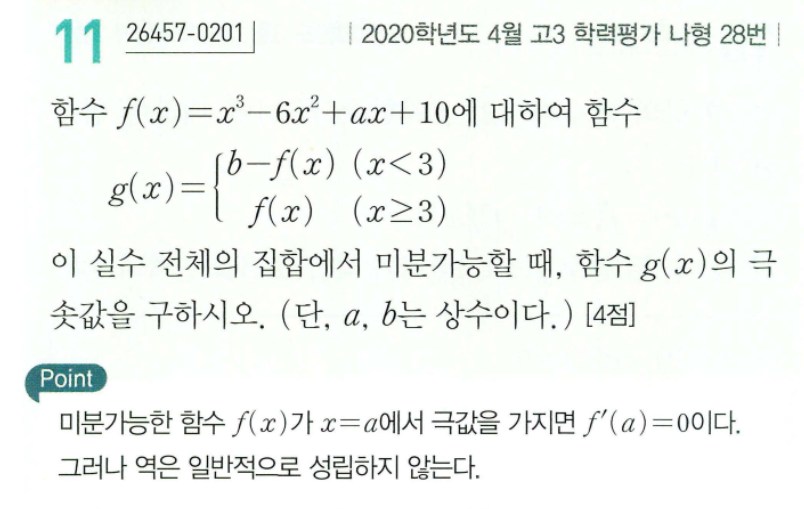 11 26457-0201 | 2020학년도 4월 고3 학력평가 나형 28번 |
함수 f(x)=x³-6x²+ax+10에 대하여 함수
g(x)={b-f(x) (x<3)
f(x) (x≥3)
이 실수 전체의 집합에서 미분가능할 때, 함수 g(x)의 극
솟값을 구하시오. (단, a, b는 상수이다.) [4점]
Point
미분가능한 함수 f(x)가 x=a에서 극값을 가지면 f'(a)=0이다.
그러나 역은 일반적으로 성립하지 않는다.